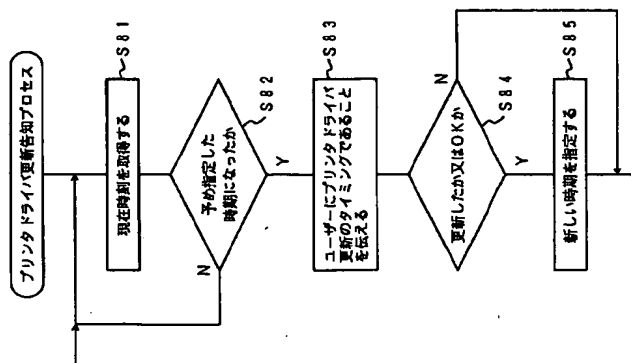 プリンタドライバ更新告知プロセス
現在時刻を取得する
S81
予め指定した
時期になったか
S82
N
Y
ユーザーにプリンタドライバ
更新のタイミングであること
を伝える
S83
更新したか又はOKか
S84
N
Y
新しい時期を指定する
S85